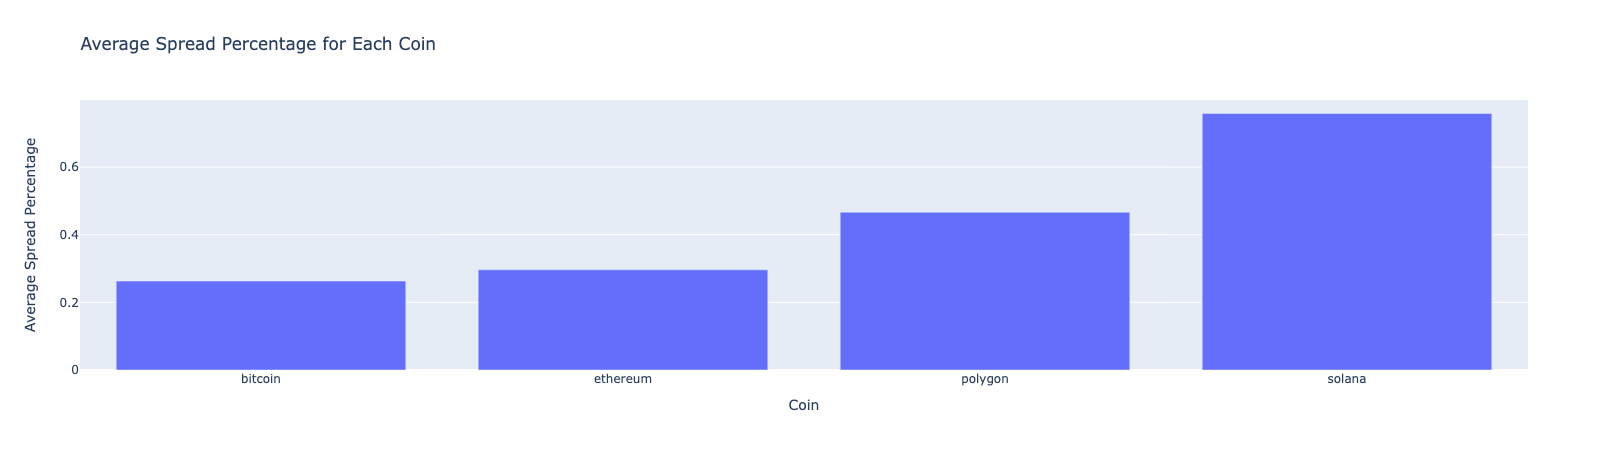 Average Spread Percentage for Each Coin
Average Spread Percentage
0.6
0.4
0.2
0
bitcoin
ethereum
polygon
solana
Coin